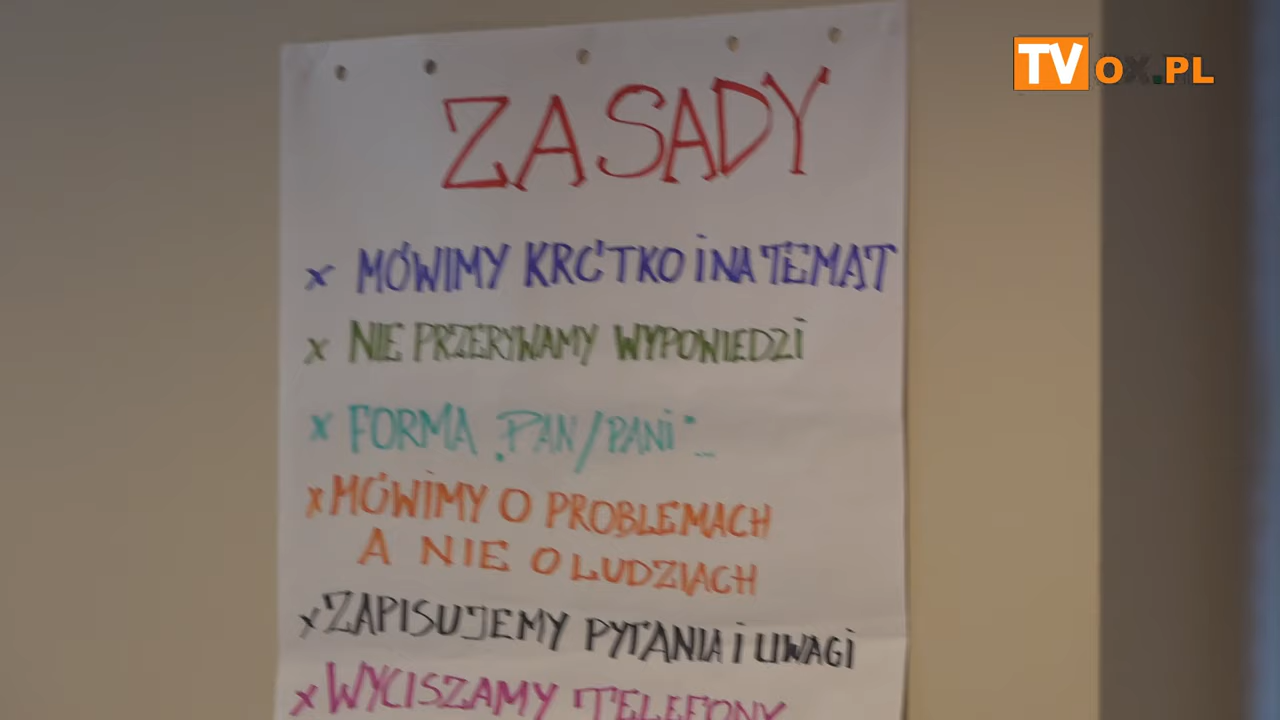 TVOX.PL
ZASADY
x MÓWIMY KRÓTKO i NA TEMAT
x NIE PRZERYWAMY WYPOWIEDZI
x FORMA „PAN/PANi"...
x MÓWiMY O PROBLEMACH
A NIE O LUDZIACH
x ZAPISUJEMY PYTANIA i UWAGi
x WYCISZAMY TELEFONY